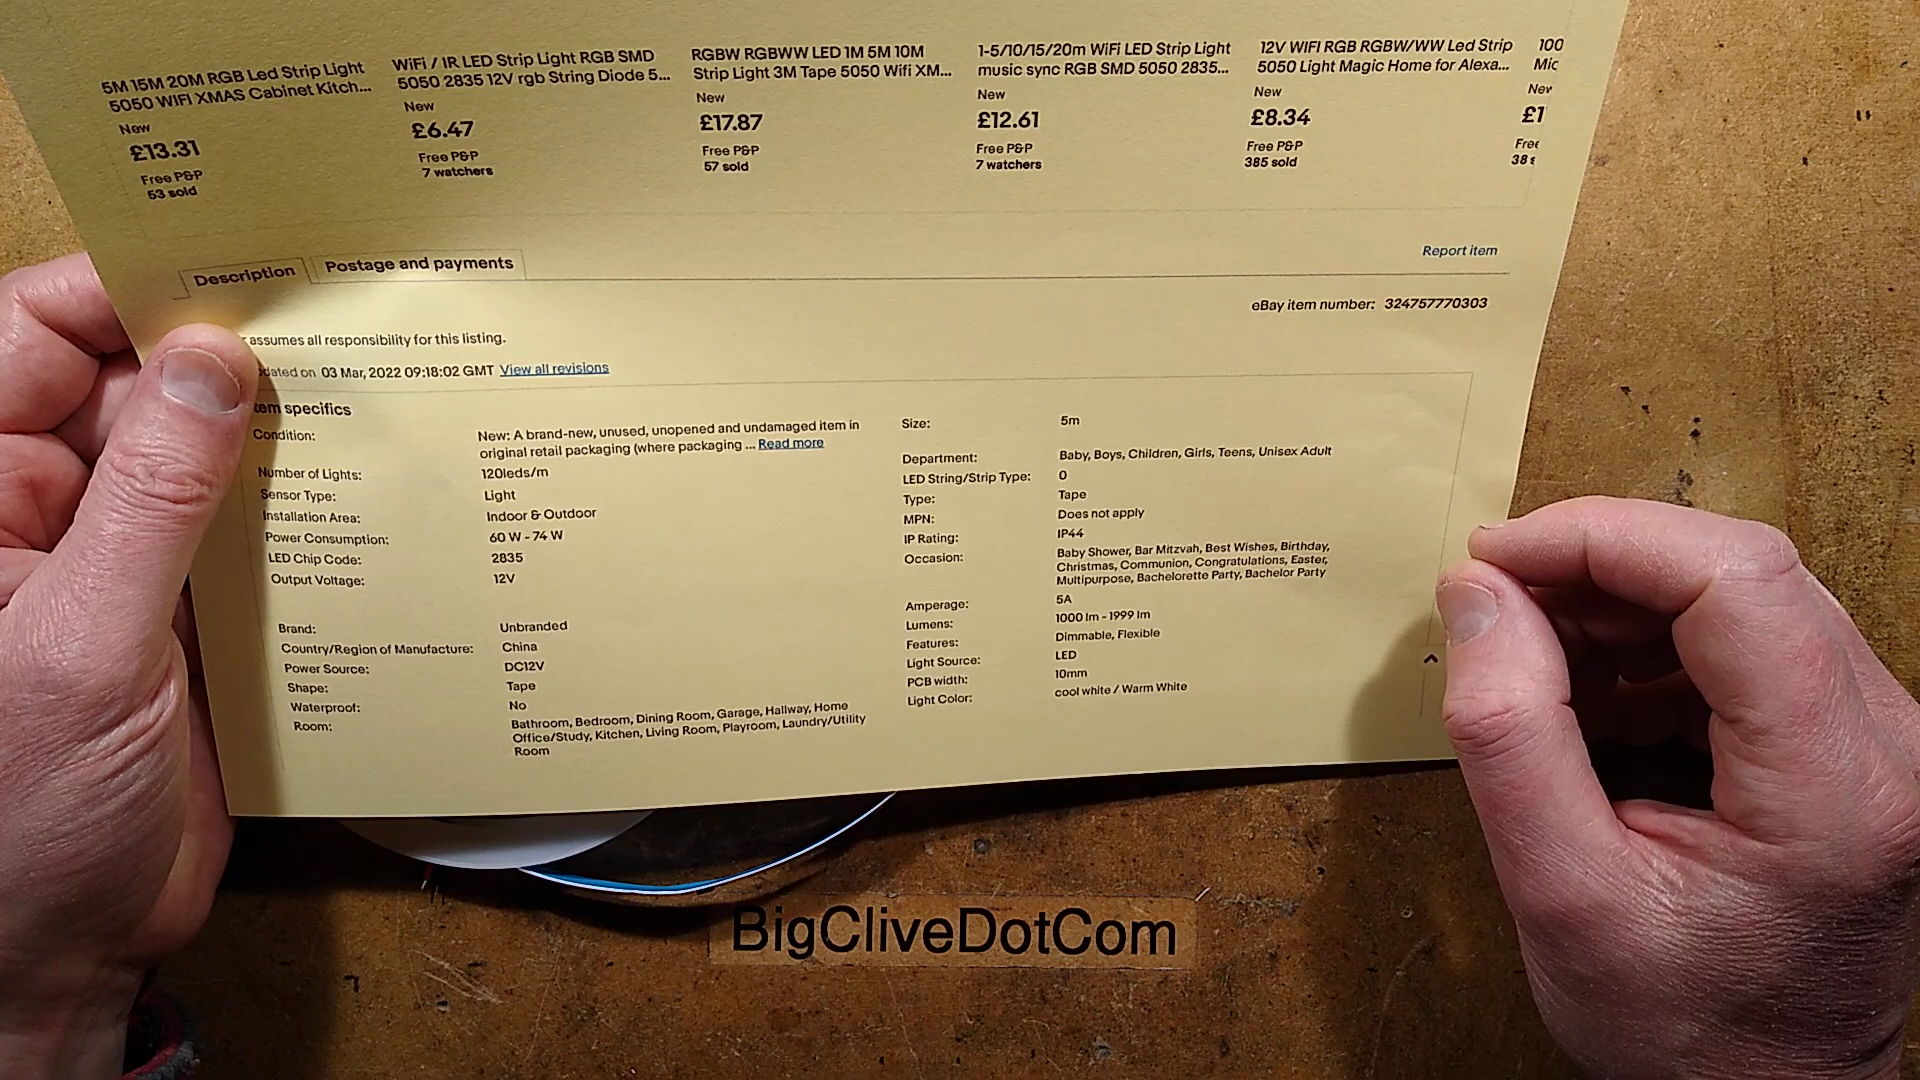 5M 15M 20M RGB Led Strip Light
5050 WIFI XMAS Cabinet Kitch...
New
£13.31
Free P&P
53 sold
WiFi / IR LED Strip Light RGB SMD
5050 2835 12V rgb String Diode 5...
New
£6.47
Free P&P
7 watchers
RGBW RGBWW LED 1M 5M 10M
Strip Light 3M Tape 5050 Wifi XM...
New
£17.87
Free P&P
57 sold
1-5/10/15/20m WiFi LED Strip Light
music sync RGB SMD 5050 2835...
New
£12.61
Free P&P
7 watchers
12V WIFI RGB RGBW/WW Led Strip
5050 Light Magic Home for Alexa...
New
£8.34
Free P&P
385 sold
100
Mic
New
£1
Free
38 s
Description
Postage and payments
Report item
eBay item number: 324757770303
assumes all responsibility for this listing.
dated on 03 Mar, 2022 09:18:02 GMT View all revisions
tem specifics
Condition: New: A brand-new, unused, unopened and undamaged item in
original retail packaging (where packaging ... Read more
Number of Lights: 120leds/m
Sensor Type: Light
Installation Area: Indoor & Outdoor
Power Consumption: 60 W - 74 W
LED Chip Code: 2835
Output Voltage: 12V
Brand: Unbranded
Country/Region of Manufacture: China
Power Source: DC12V
Shape: Tape
Waterproof: No
Room: Bathroom, Bedroom, Dining Room, Garage, Hallway, Home
Office/Study, Kitchen, Living Room, Playroom, Laundry/Utility
Room
Size: 5m
Department: Baby, Boys, Children, Girls, Teens, Unisex Adult
LED String/Strip Type: 0
Type: Tape
MPN: Does not apply
IP Rating: IP44
Occasion: Baby Shower, Bar Mitzvah, Best Wishes, Birthday,
Christmas, Communion, Congratulations, Easter,
Multipurpose, Bachelorette Party, Bachelor Party
Amperage: 5A
Lumens: 1000 lm - 1999 lm
Features: Dimmable, Flexible
Light Source: LED
PCB width: 10mm
Light Color: cool white / Warm White
BigCliveDotCom